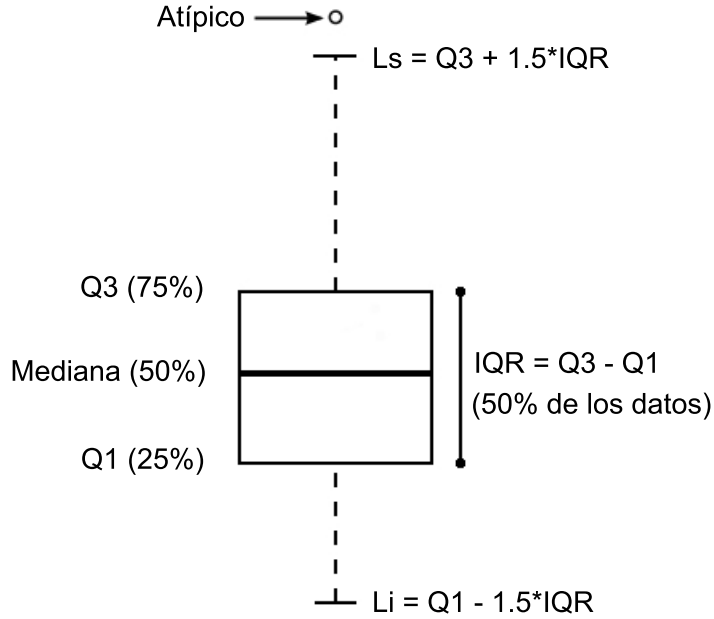 Atípico
Ls = Q3 + 1.5*IQR
Q3 (75%)
Mediana (50%)
IQR = Q3 - Q1
(50% de los datos)
Q1 (25%)
Li = Q1 - 1.5*IQR